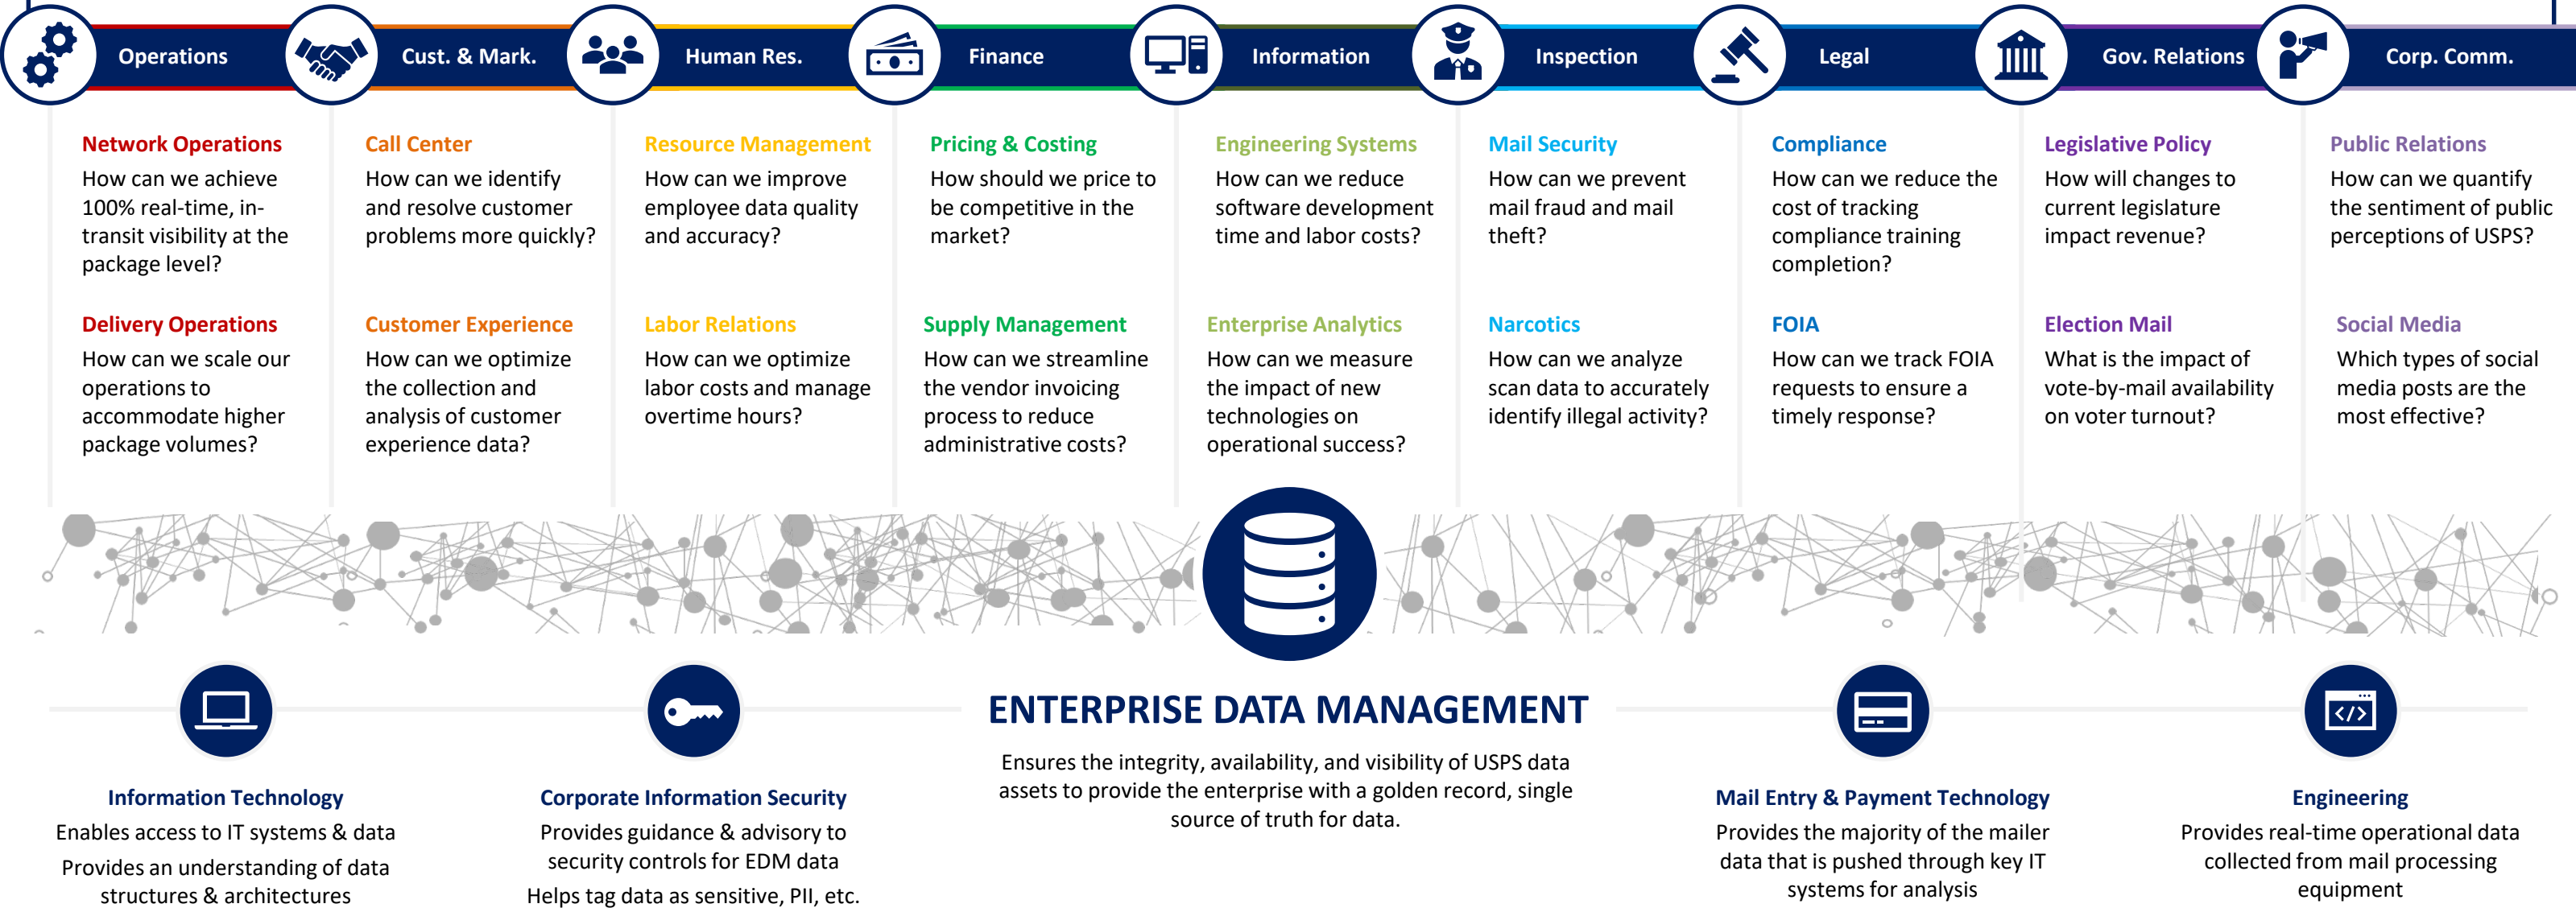 Operations
Cust. & Mark.
Human Res.
Finance
Information
Inspection
Legal
Gov. Relations
Corp. Comm.
Network Operations
How can we achieve
100% real-time, in-
transit visibility at the
package level?
Call Center
How can we identify
and resolve customer
problems more quickly?
Resource Management
How can we improve
employee data quality
and accuracy?
Pricing & Costing
How should we price to
be competitive in the
market?
Engineering Systems
How can we reduce
software development
time and labor costs?
Mail Security
How can we prevent
mail fraud and mail
theft?
Compliance
How can we reduce the
cost of tracking
compliance training
completion?
Legislative Policy
How will changes to
current legislature
impact revenue?
Public Relations
How can we quantify
the sentiment of public
perceptions of USPS?
Delivery Operations
How can we scale our
operations to
accommodate higher
package volumes?
Customer Experience
How can we optimize
the collection and
analysis of customer
experience data?
Labor Relations
How can we optimize
labor costs and manage
overtime hours?
Supply Management
How can we streamline
the vendor invoicing
process to reduce
administrative costs?
Enterprise Analytics
How can we measure
the impact of new
technologies on
operational success?
Narcotics
How can we analyze
scan data to accurately
identify illegal activity?
FOIA
How can we track FOIA
requests to ensure a
timely response?
Election Mail
What is the impact of
vote-by-mail availability
on voter turnout?
Social Media
Which types of social
media posts are the
most effective?
Information Technology
Enables access to IT systems & data
Provides an understanding of data
structures & architectures
Corporate Information Security
Provides guidance & advisory to
security controls for EDM data
Helps tag data as sensitive, PII, etc.
ENTERPRISE DATA MANAGEMENT
Ensures the integrity, availability, and visibility of USPS data
assets to provide the enterprise with a golden record, single
source of truth for data.
Mail Entry & Payment Technology
Provides the majority of the mailer
data that is pushed through key IT
systems for analysis
</>
Engineering
Provides real-time operational data
collected from mail processing
equipment